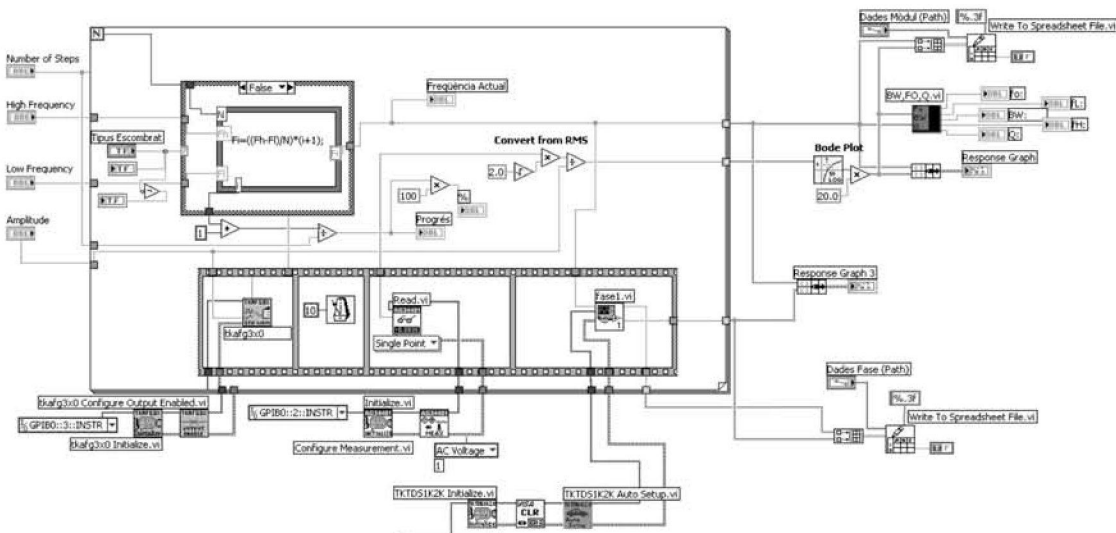 Number of Steps
High Frequency
Tipus Escombrat
Low Frequency
Amplitude
N
False
N
Fi=((Fh-Fl)/N)*(i+1);
Freqüència Actual
Convert from RMS
2.0
100
%
1
Progrés
Dades Mòdul (Path)
%.3f
Write To Spreadsheet File.vi
BW,FO,Q.vi
fo:
fL:
BW:
fH:
Q:
Bode Plot
LOG
20.0
Response Graph
Response Graph 3
tkafg3x0
10
Read.vi
Single Point
fase1.vi
Dades Fase (Path)
%.3f
Write To Spreadsheet File.vi
tkafg3x0 Configure Output Enabled.vi
GPIB0::3::INSTR
tkafg3x0 Initialize.vi
GPIB0::2::INSTR
Initialize.vi
MEAS
Configure Measurement.vi
AC Voltage
1
TKTDS1K2K Initialize.vi
CLR
TKTDS1K2K Auto Setup.vi